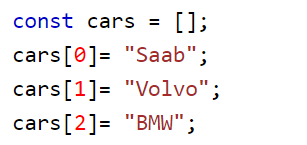 const cars = [];
cars[0]= "Saab";
cars[1]= "Volvo";
cars[2]= "BMW";